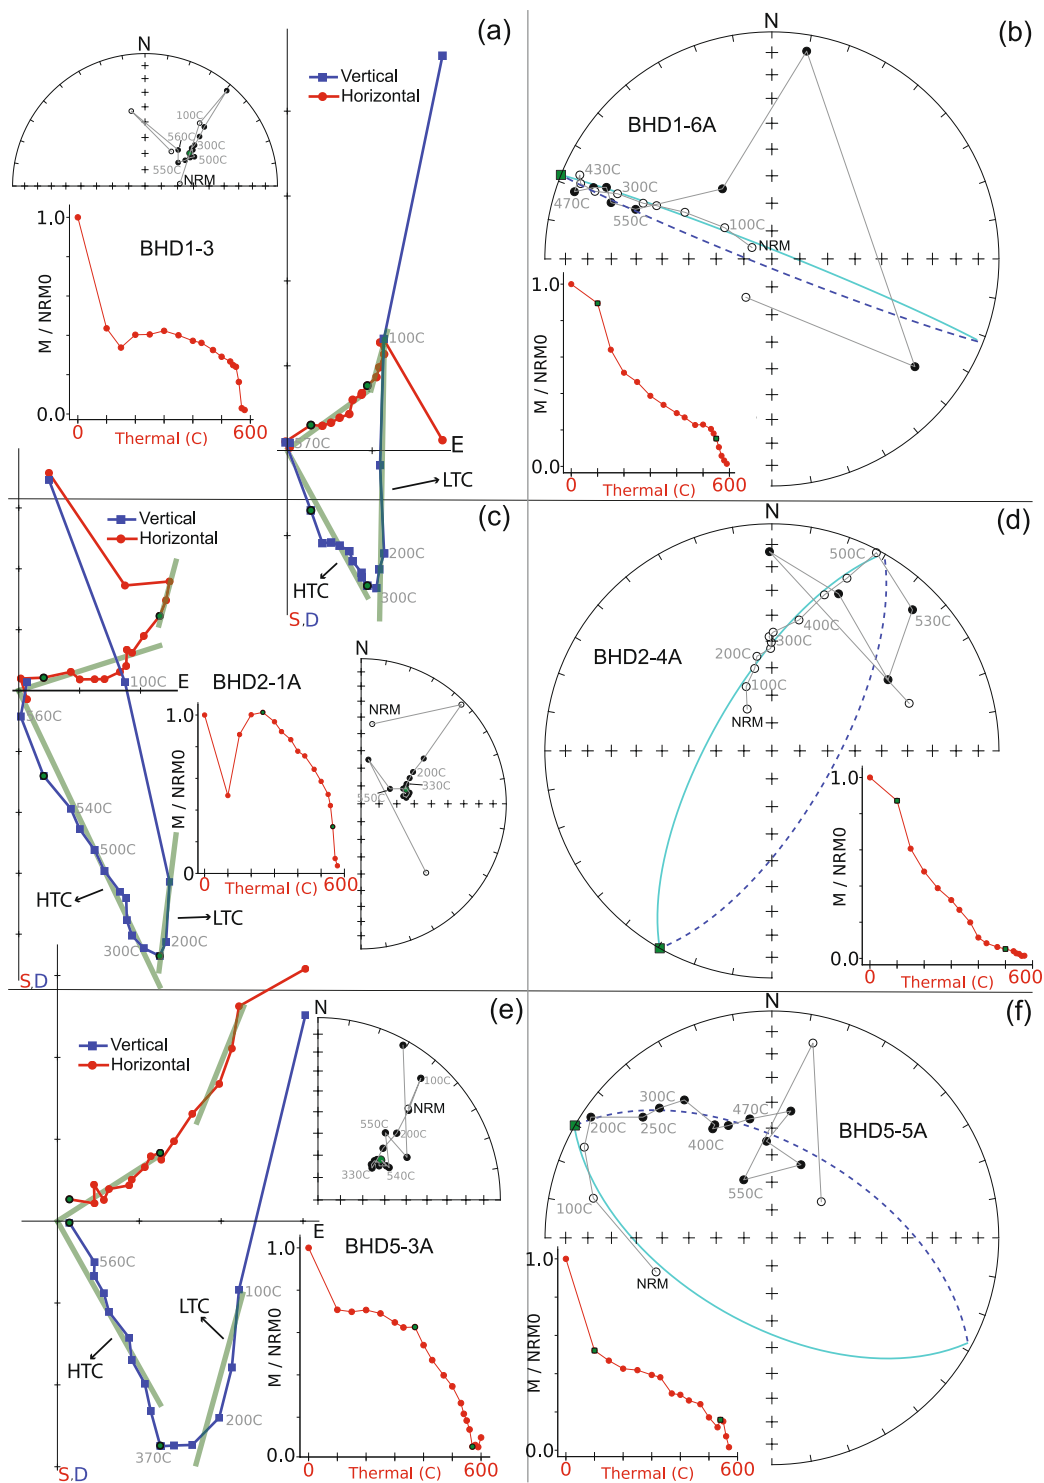 (a)
N
Vertical
Horizontal
100C
560C
300C
500C
550C
NRM
BHD1-3
1.0
M / NRM0
0.0
0
600
Thermal (C)
100C
E
570C
LTC
200C
HTC
300C
S,D
(b)
N
BHD1-6A
430C
470C
300C
550C
100C
NRM
1.0
M / NRM0
0.0
0
600
Thermal (C)
(c)
Vertical
Horizontal
100C
E
560C
540C
500C
HTC
LTC
300C
200C
S,D
BHD2-1A
1.0
M / NRM0
0
0
600
Thermal (C)
N
NRM
200C
330C
550C
(d)
N
500C
BHD2-4A
400C
300C
200C
530C
100C
NRM
1.0
M / NRM0
0.0
0
600
Thermal (C)
(e)
Vertical
Horizontal
N
100C
NRM
550C
200C
330C
540C
E
560C
100C
LTC
HTC
200C
370C
S,D
BHD5-3A
1.0
M / NRM0
0.0
0
600
Thermal (C)
(f)
N
300C
470C
200C
250C
400C
BHD5-5A
550C
100C
NRM
1.0
M / NRM0
0.0
0
600
Thermal (C)